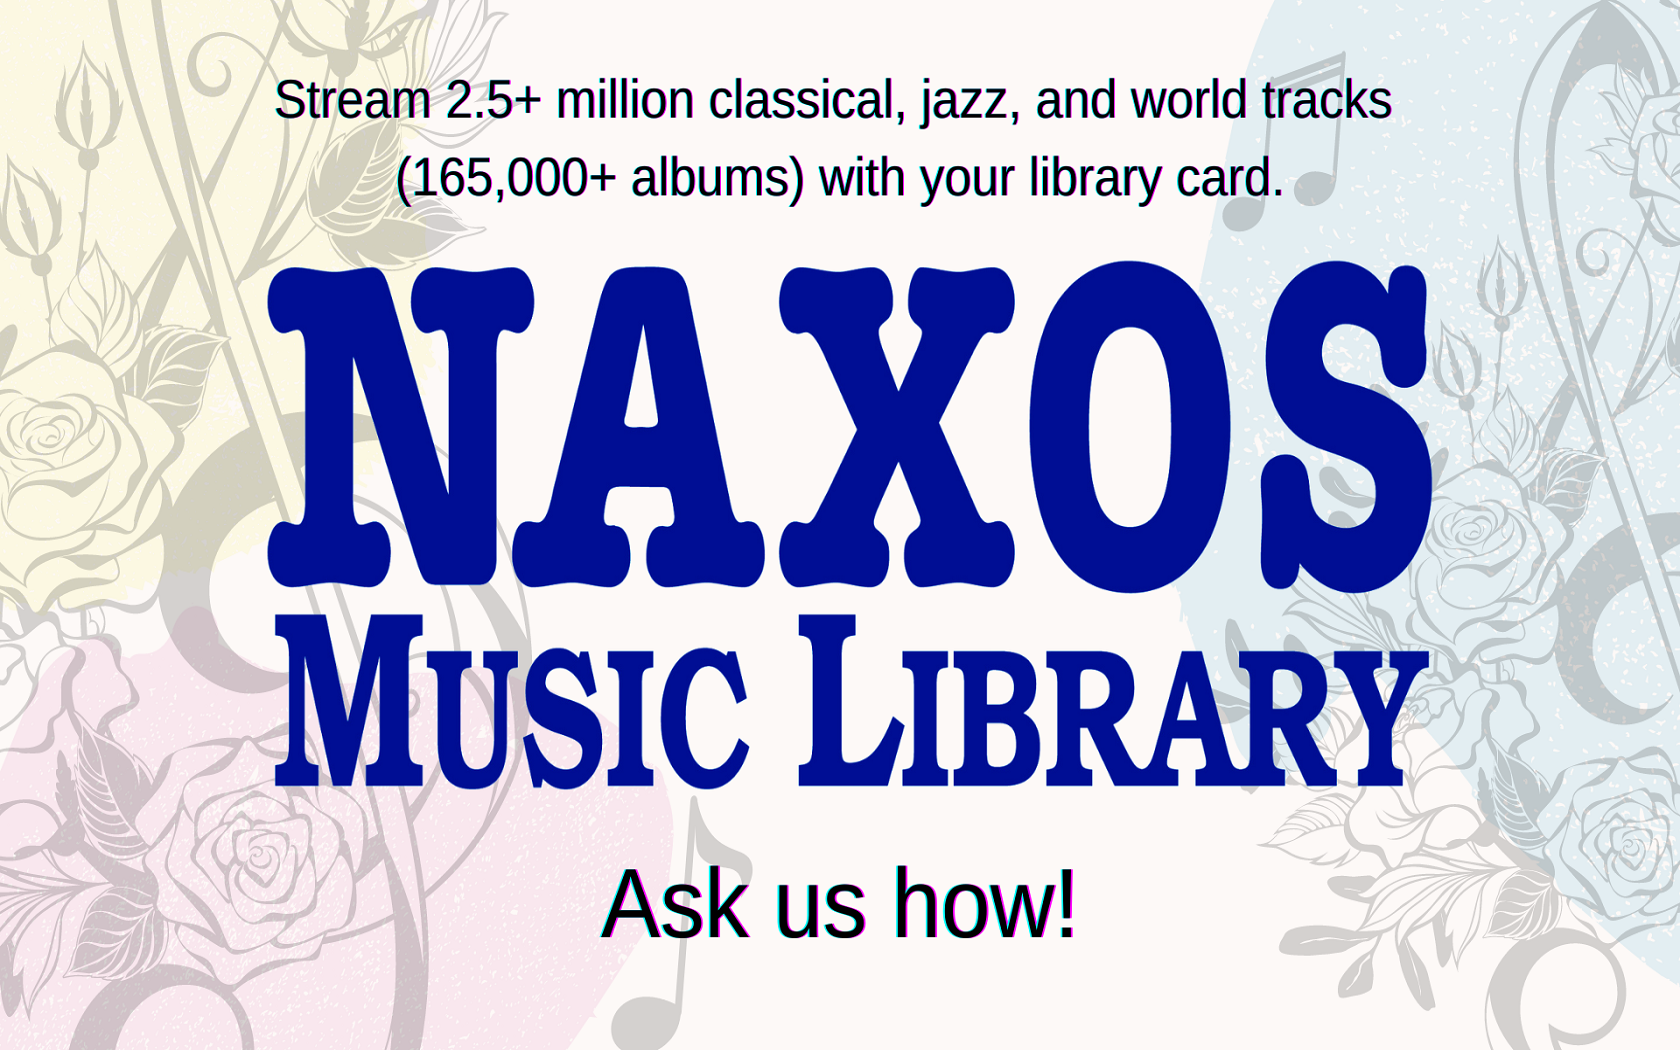 Stream 2.5+ million classical, jazz, and world tracks
(165,000+ albums) with your library card.
NAXOS
MUSIC LIBRARY
Ask us how!